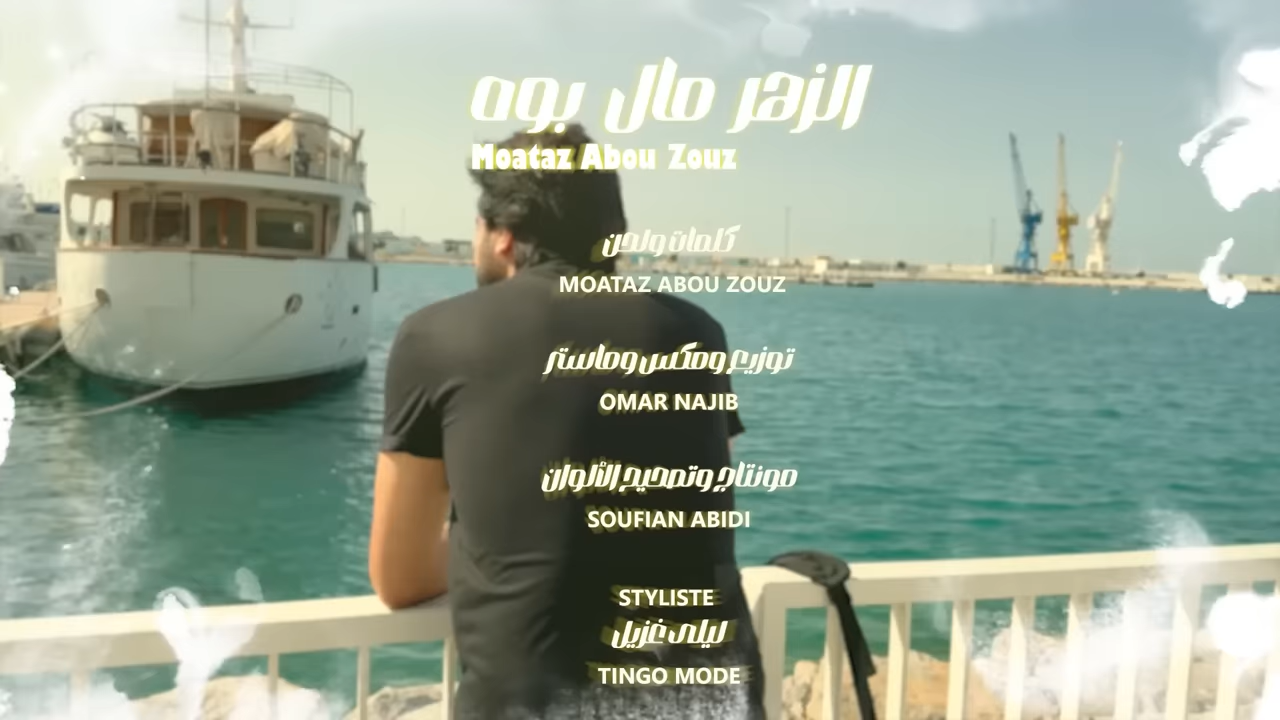 الزهر مال بوه
Moataz Abou Zouz
كلمات ولحن
MOATAZ ABOU ZOUZ
توزيع ومكس وماستر
OMAR NAJIB
مونتاج وتصحيح الألوان
SOUFIAN ABIDI
STYLISTE
ليلى غزيل
TINGO MODE